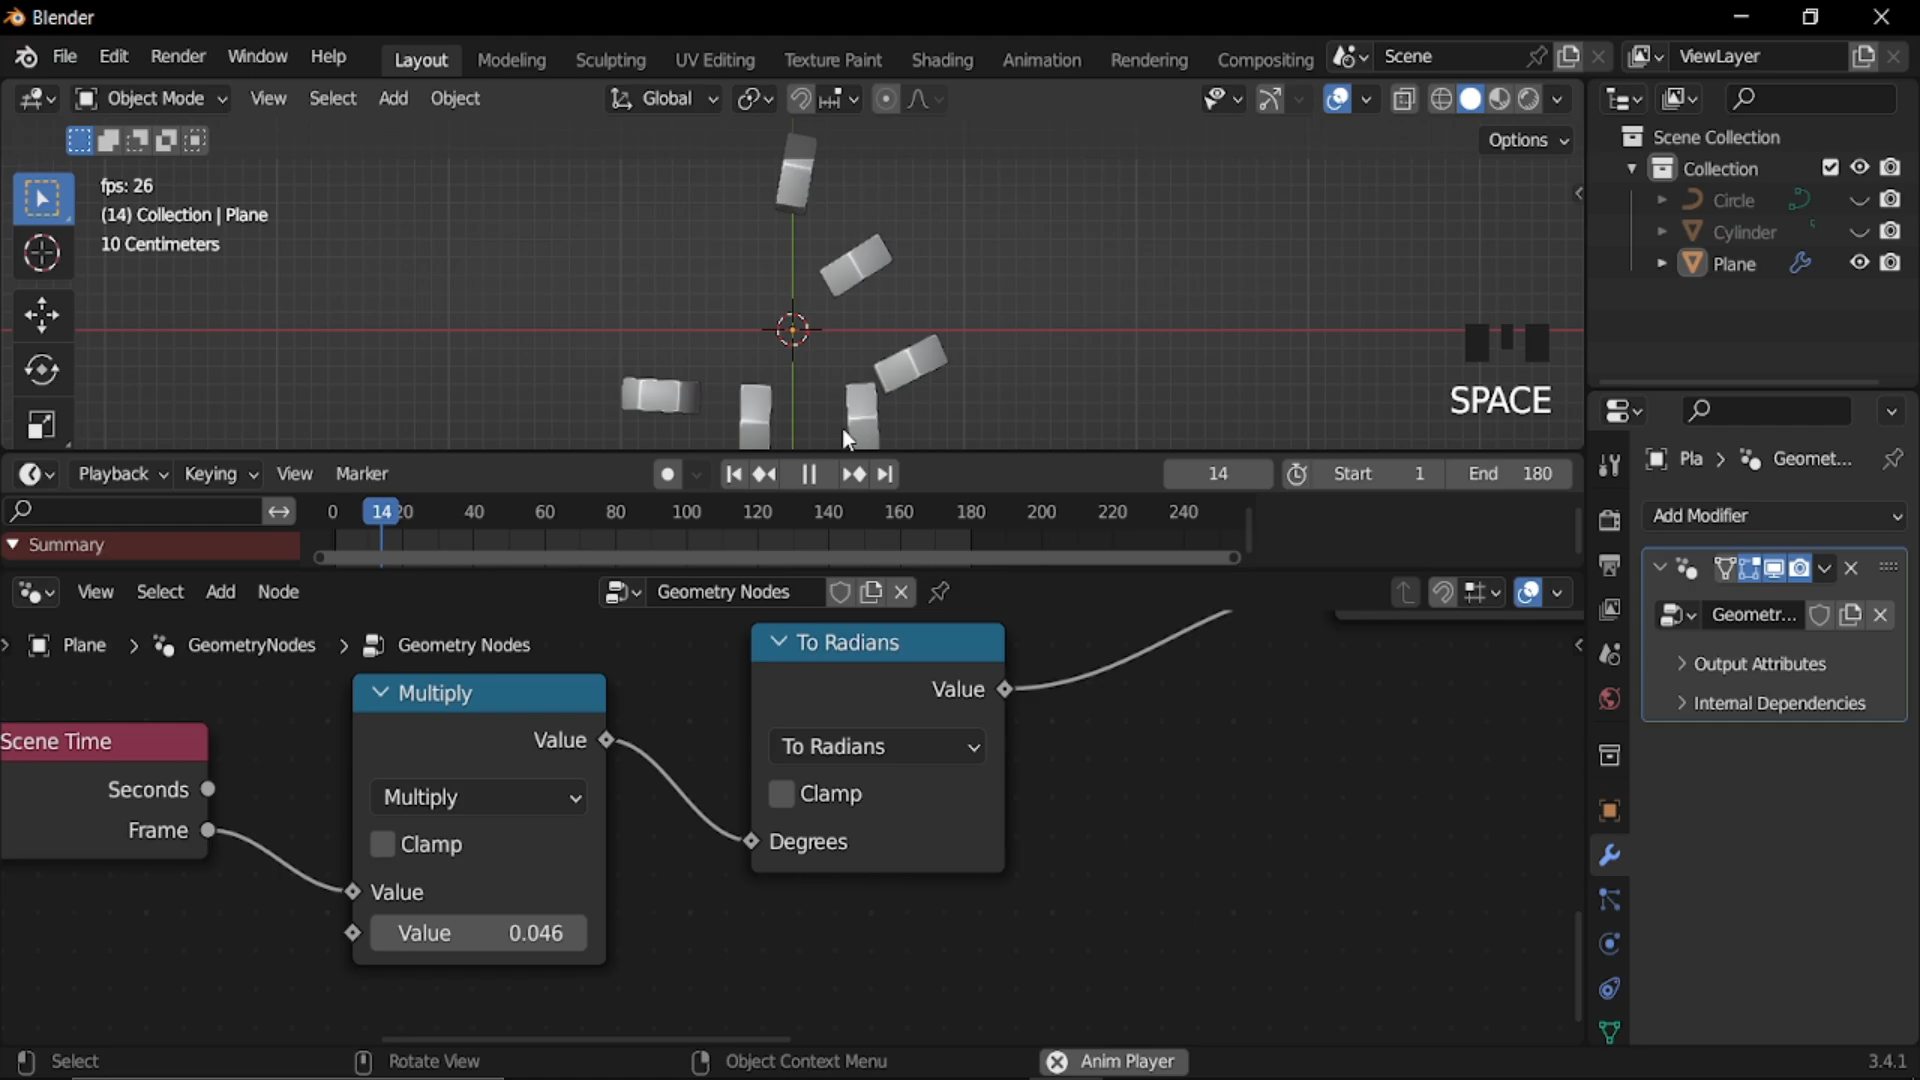 Blender
File Edit Render Window Help Layout Modeling Sculpting UV Editing Texture Paint Shading Animation Rendering Compositing Scene ViewLayer
Object Mode View Select Add Object Global
Options
Scene Collection
Collection
Circle
Cylinder
Plane
fps: 26
(14) Collection | Plane
10 Centimeters
SPACE
Playback Keying View Marker 14 Start 1 End 180
0 14 20 40 60 80 100 120 140 160 180 200 220 240
Summary
View Select Add Node Geometry Nodes
Plane GeometryNodes Geometry Nodes
Scene Time
Seconds
Frame
Multiply
Value
Multiply
Clamp
Value
Value 0.046
To Radians
Value
To Radians
Clamp
Degrees
Pla Geomet...
Add Modifier
Geometr...
Output Attributes
Internal Dependencies
Select Rotate View Object Context Menu Anim Player 3.4.1